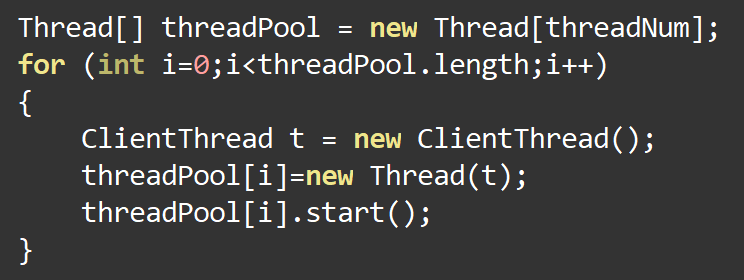 Thread[] threadPool = new Thread[threadNum];
for (int i=0;i<threadPool.length;i++)
{
    ClientThread t = new ClientThread();
    threadPool[i]=new Thread(t);
    threadPool[i].start();
}